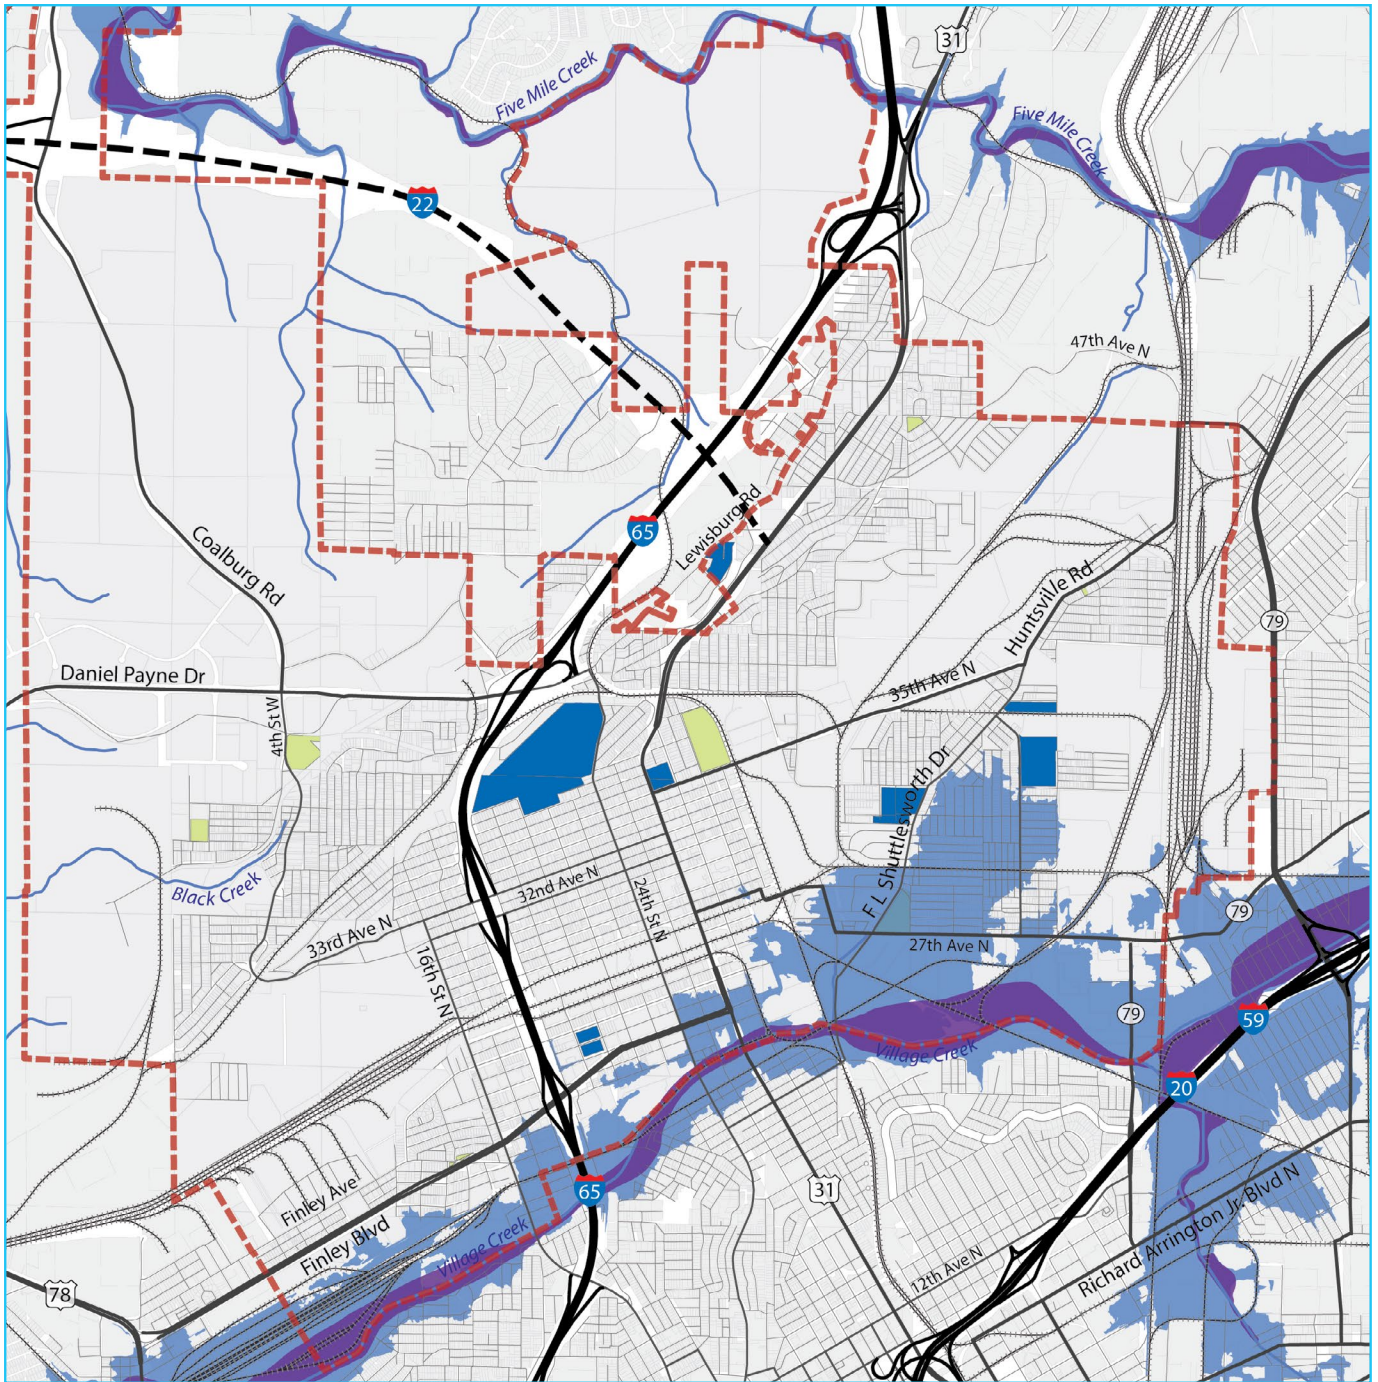 31
Five Mile Creek
Five Mile Creek
22
47th Ave N
Lewisburg Rd
65
Coalburg Rd
Huntsville Rd
79
Daniel Payne Dr
35th Ave N
4th St W
F L Shuttlesworth Dr
Black Creek
32nd Ave N
24th St N
33rd Ave N
79
27th Ave N
16th St N
79
59
Village Creek
20
65
31
Finley Ave
Finley Blvd
Village Creek
Richard Arrington Jr. Blvd N
12th Ave N
78